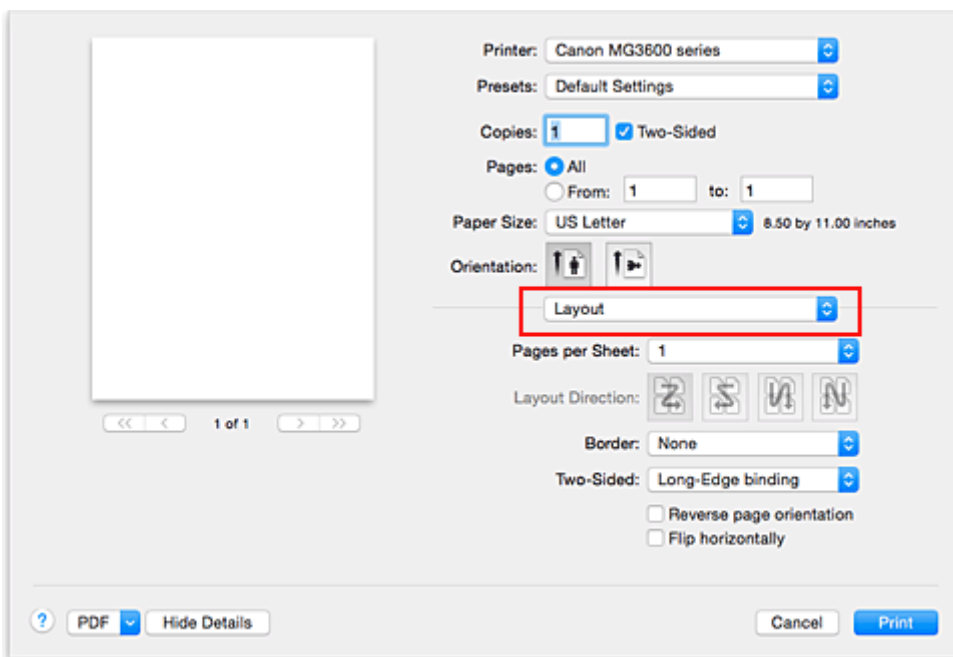 Printer: Canon MG3600 series
Presets: Default Settings
Copies: 1 Two-Sided
Pages: All
From: 1 to: 1
Paper Size: US Letter 8.50 by 11.00 inches
Orientation:
Layout
Pages per Sheet: 1
Layout Direction:
Border: None
Two-Sided: Long-Edge binding
Reverse page orientation
Flip horizontally
<< < 1 of 1 > >>
? PDF Hide Details Cancel Print